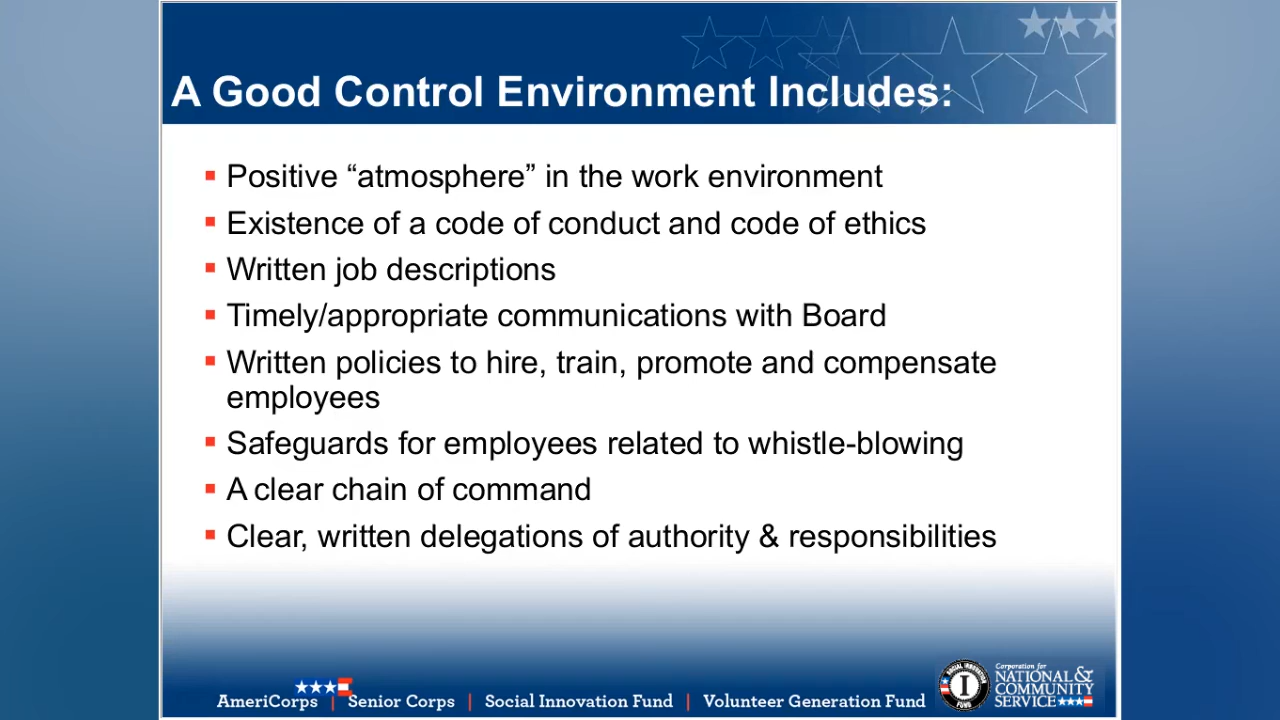 A Good Control Environment Includes:
Positive “atmosphere” in the work environment
Existence of a code of conduct and code of ethics
Written job descriptions
Timely/appropriate communications with Board
Written policies to hire, train, promote and compensate
employees
Safeguards for employees related to whistle-blowing
A clear chain of command
Clear, written delegations of authority & responsibilities
AmeriCorps | Senior Corps | Social Innovation Fund | Volunteer Generation Fund
SOCIAL INNOVATION
I
FUND
Corporation for
NATIONAL &
COMMUNITY
SERVICE